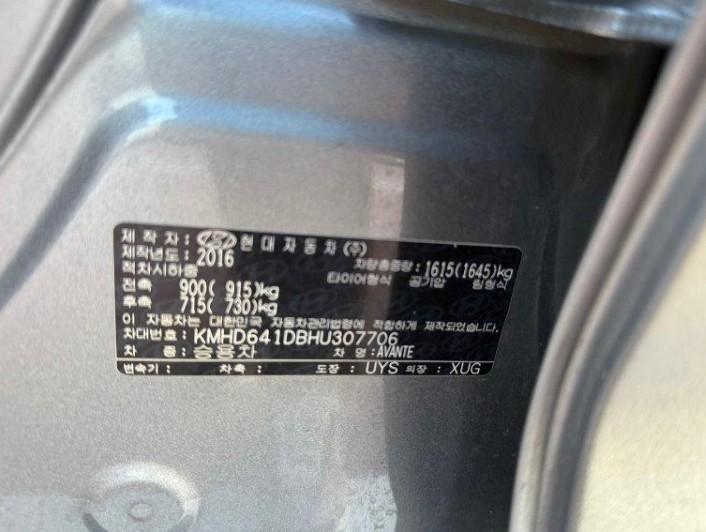 제 작 자: 현대자동차(주)
제작년도: 2016 차량총중량:1615(1645)kg
적차시하중 타이어형식 공기압 림형식
전축 900( 915)kg
후축 715( 730)kg
이 자동차는 대한민국 자동차관리법령에 적합하게 제작되었음.
차대번호: KMHD641DBHU307706
차 종: 승용차 차 명:AVANTE
변속기: 차축: 도장: UYS 의장: XUG